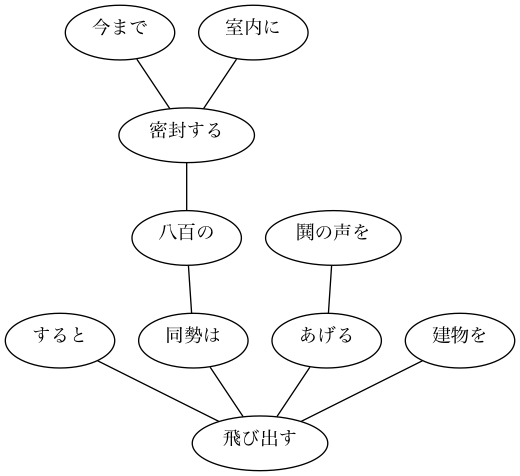 今まで
室内に
密封する
八百の
鬨の声を
すると
同勢は
あげる
建物を
飛び出す